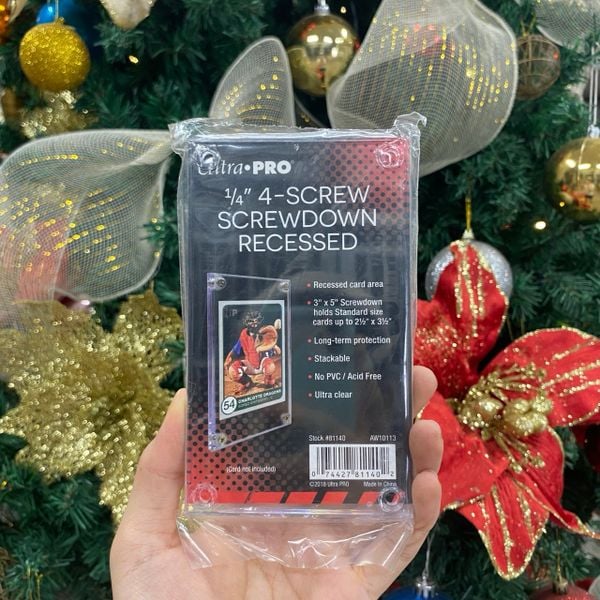 Ultra•PRO
1/4" 4-SCREW
SCREWDOWN
RECESSED
• Recessed card area
• 3" x 5" Screwdown
holds Standard size
cards up to 2½" x 3½"
• Long-term protection
• Stackable
• No PVC / Acid Free
• Ultra clear
P
54
CHARLOTTE DRAGONS
(Card not included)
Stock #81140
AW10113
0 74427 81140 2
©2018 Ultra PRO
Made in China